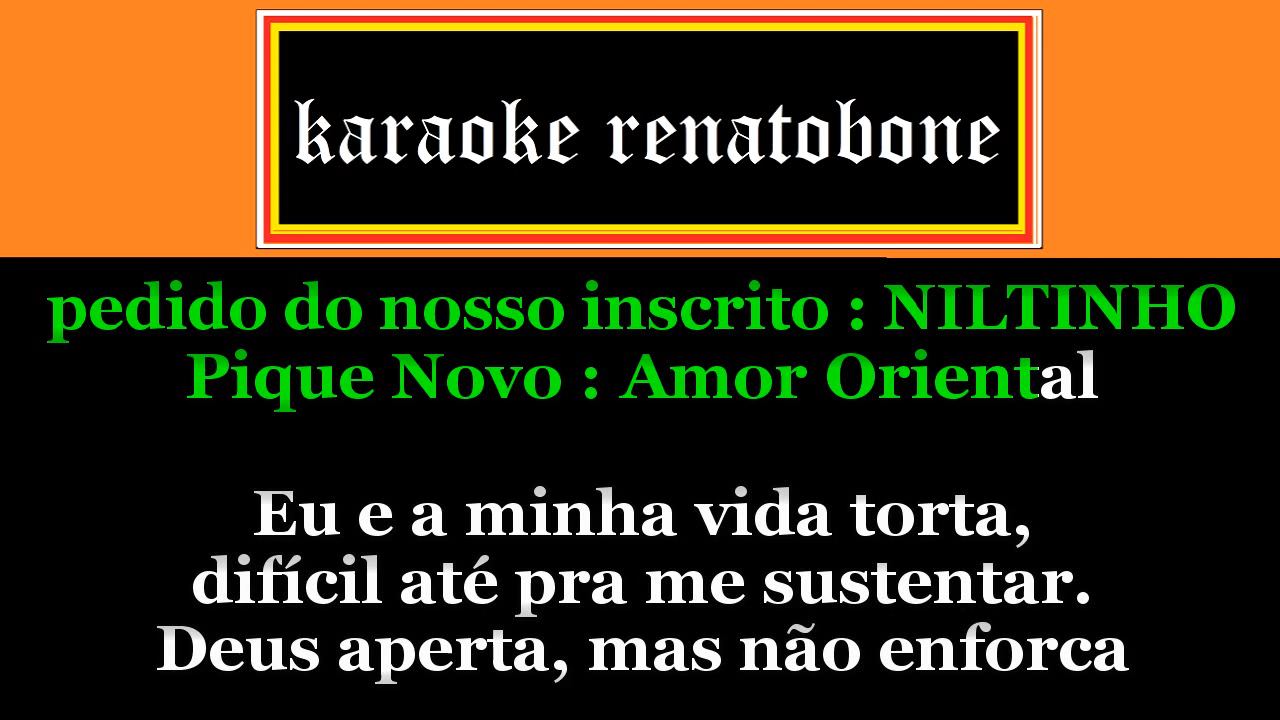 karaoke renatobone
pedido do nosso inscrito : NILTINHO
Pique Novo : Amor Oriental
Eu e a minha vida torta,
difícil até pra me sustentar.
Deus aperta, mas não enforca